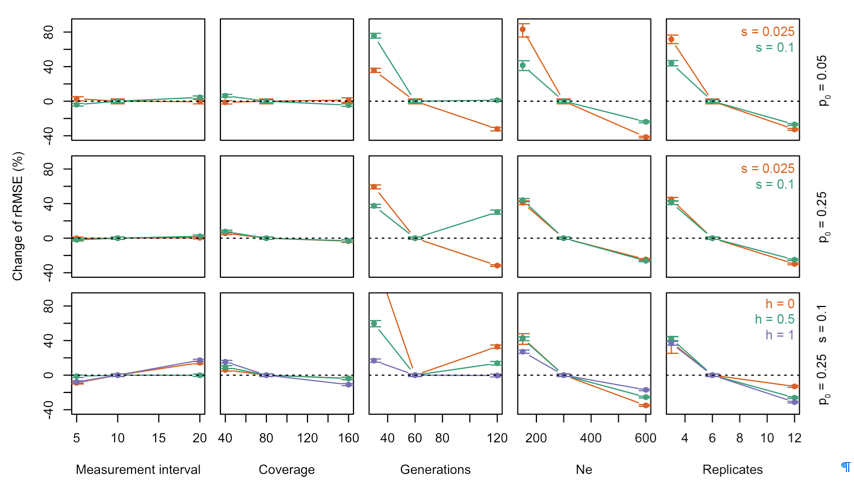 80
40
0
-40
s = 0.025
s = 0.1
p0 = 0.05
Change of rRMSE (%)
80
40
0
-40
s = 0.025
s = 0.1
p0 = 0.25
80
40
0
-40
h = 0
h = 0.5
h = 1
p0 = 0.25 s = 0.1
5 10 20 40 80 120 160 40 60 80 120 200 400 600 4 6 8 10 12
Measurement interval Coverage Generations Ne Replicates
¶